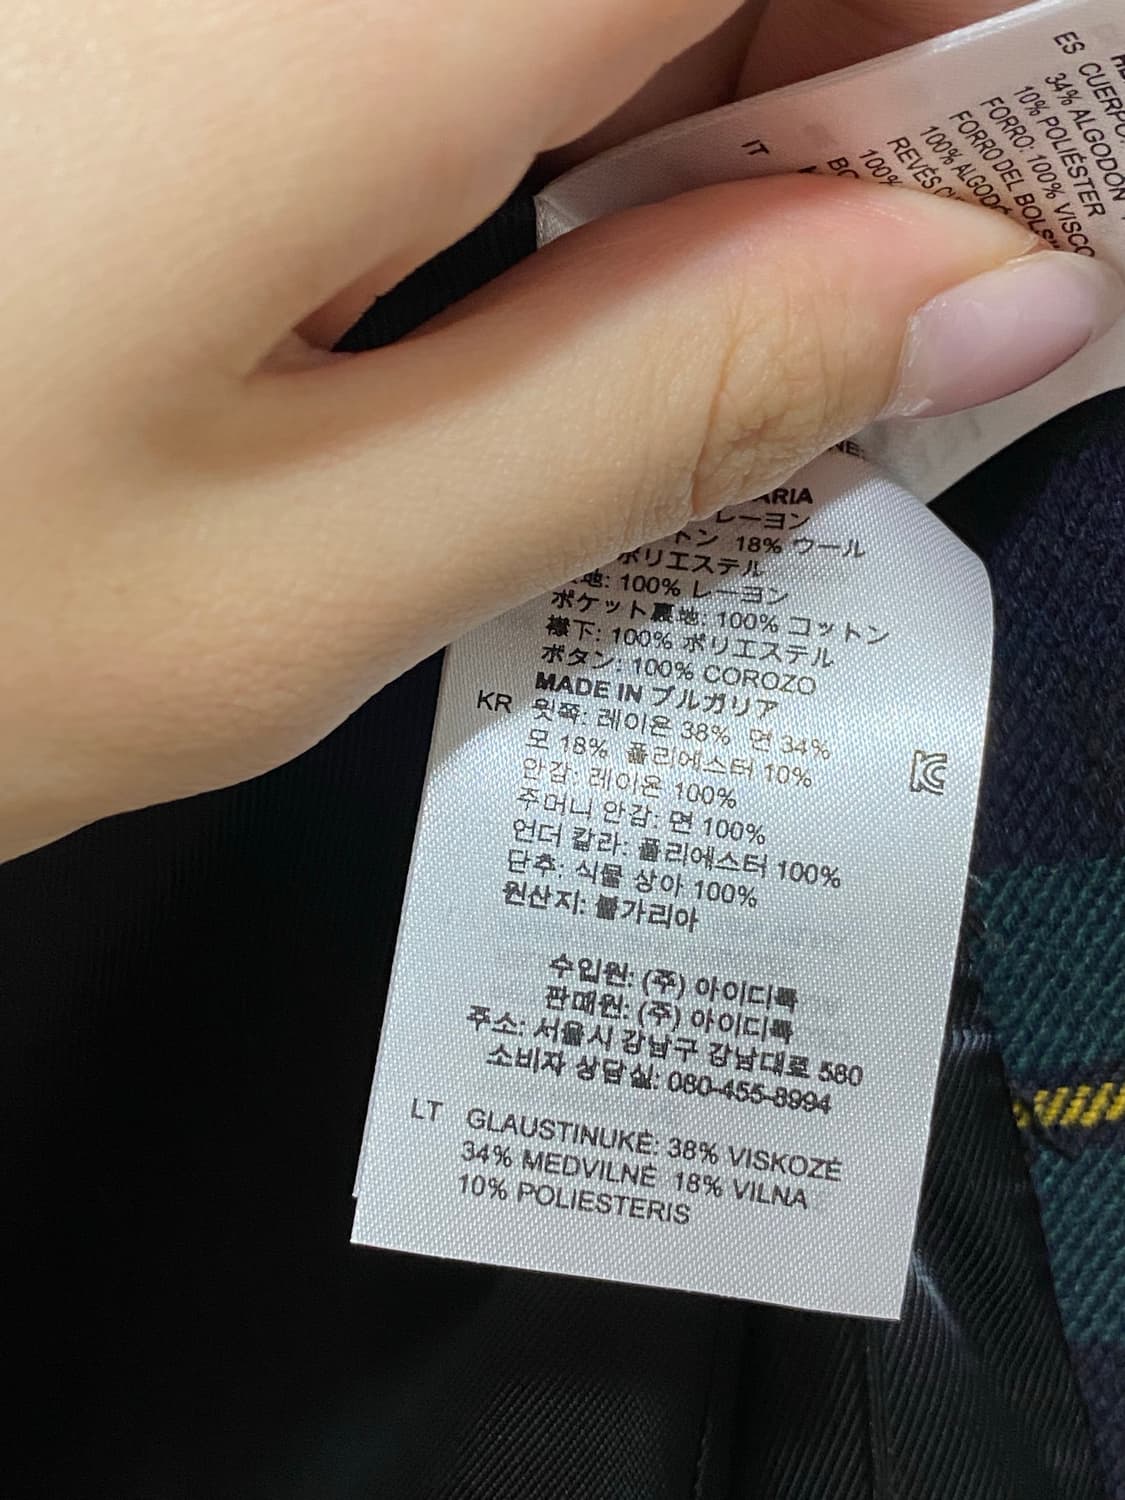 ES CUERPO
34% ALGODÓN
10% POLIÉSTER
FORRO: 100% VISCO
FORRO DEL BOLS
100% ALGOD
REVÉS
100%
IT
NE:
ARIA
レーヨン
トン 18% ウール
ポリエステル
地: 100% レーヨン
ポケット裏地: 100% コットン
襟下: 100% ポリエステル
ボタン: 100% COROZO
MADE IN ブルガリア
KR 윗쪽: 레이온 38% 면 34%
모 18% 폴리에스터 10%
안감: 레이온 100%
주머니 안감: 면 100%
언더 칼라: 폴리에스터 100%
단추: 식물 상아 100%
원산지: 불가리아
수입원: (주) 아이디룩
판매원: (주) 아이디룩
주소: 서울시 강남구 강남대로 580
소비자 상담실: 080-455-8994
LT GLAUSTINUKĖ: 38% VISKOZĖ
34% MEDVILNĖ 18% VILNA
10% POLIESTERIS